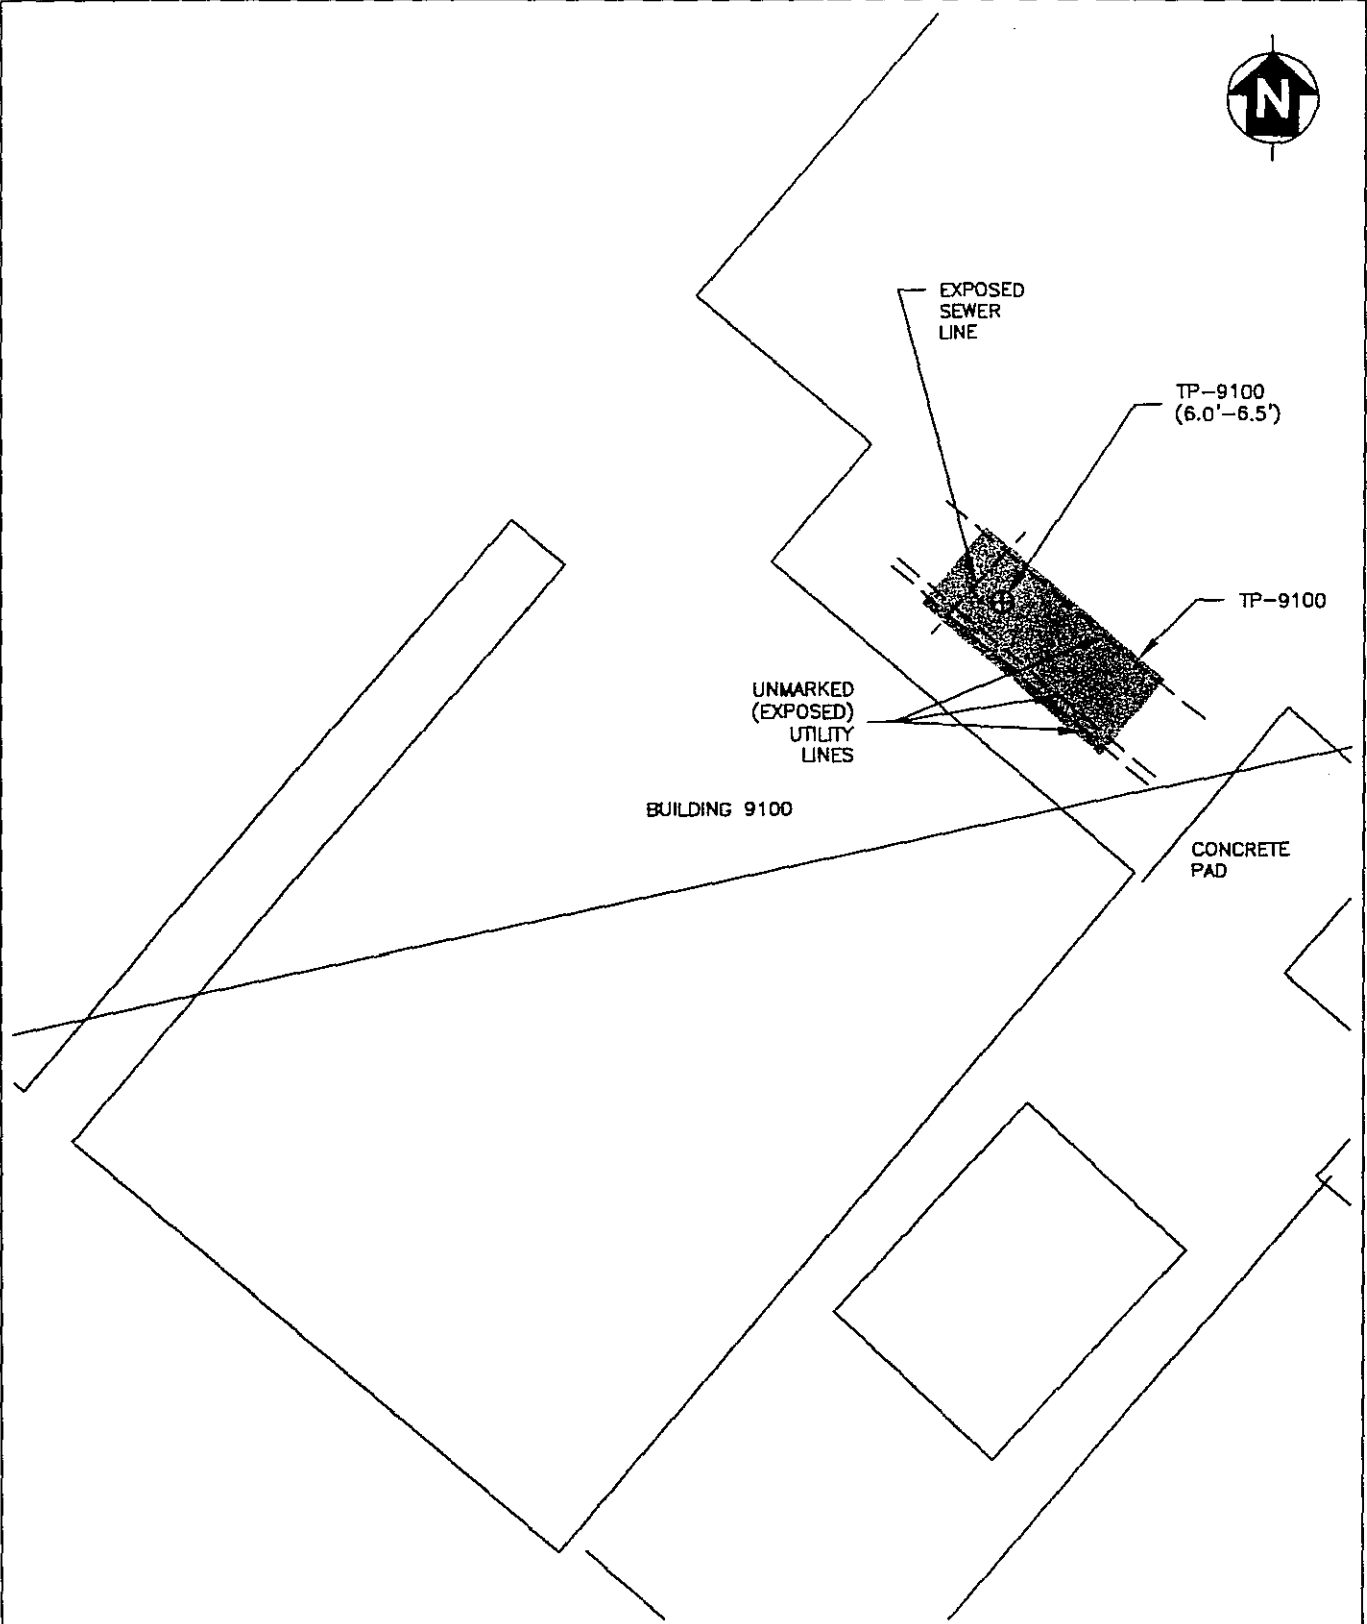 N
EXPOSED
SEWER
LINE
TP-9100
(6.0'-6.5')
TP-9100
UNMARKED
(EXPOSED)
UTILITY
LINES
BUILDING 9100
CONCRETE
PAD